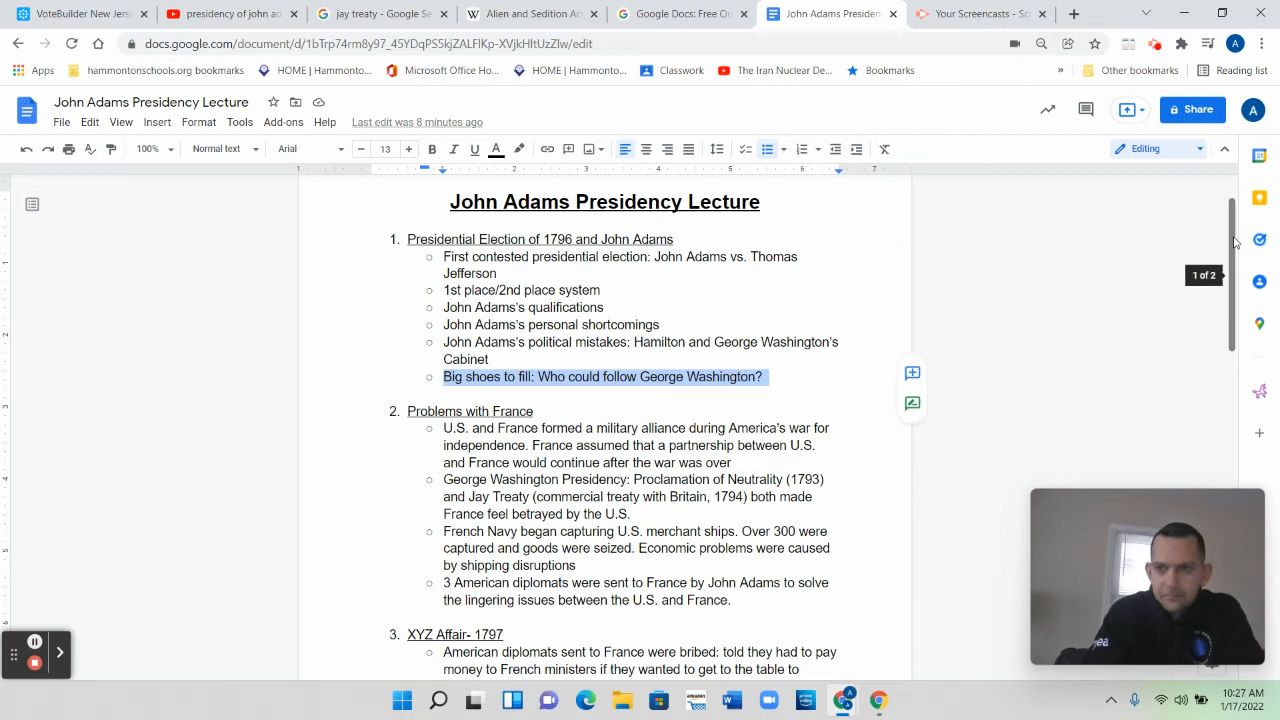 VoteBuilder New Jers
presidency of john ad
jay treaty - Google Se
Alien and Sedition Act
Google Docs: Free On
John Adams Presiden
Your Screencasts - Sc
docs.google.com/document/d/
/edit
Apps
hammontonschools.org bookmarks
HOME | Hammonto...
Microsoft Office Ho...
HOME | Hammonto...
Classwork
The Iran Nuclear De...
Bookmarks
»
Other bookmarks
Reading list
John Adams Presidency Lecture
File Edit View Insert Format Tools Add-ons Help Last edit was 8 minutes ago
Share
A
100% Normal text Arial 13 B I U A Editing
1 2 3 4 5 6 7
John Adams Presidency Lecture
1. Presidential Election of 1796 and John Adams
○ First contested presidential election: John Adams vs. Thomas
Jefferson
○ 1st place/2nd place system
○ John Adams's qualifications
○ John Adams's personal shortcomings
○ John Adams's political mistakes: Hamilton and George Washington's
Cabinet
○ Big shoes to fill: Who could follow George Washington?
1 of 2
2. Problems with France
○ U.S. and France formed a military alliance during America's war for
independence. France assumed that a partnership between U.S.
and France would continue after the war was over
○ George Washington Presidency: Proclamation of Neutrality (1793)
and Jay Treaty (commercial treaty with Britain, 1794) both made
France feel betrayed by the U.S.
○ French Navy began capturing U.S. merchant ships. Over 300 were
captured and goods were seized. Economic problems were caused
by shipping disruptions
○ 3 American diplomats were sent to France by John Adams to solve
the lingering issues between the U.S. and France.
3. XYZ Affair- 1797
○ American diplomats sent to France were bribed: told they had to pay
money to French ministers if they wanted to get to the table to
10:27 AM
1/17/2022